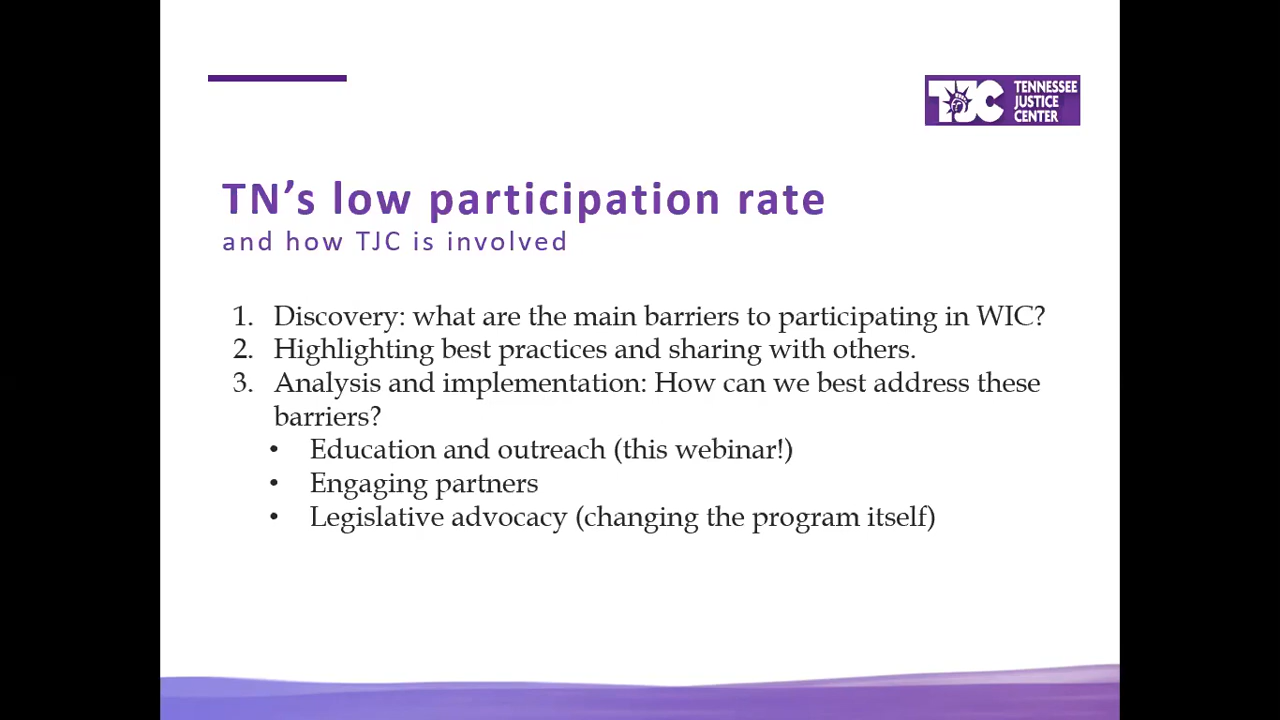 TJC TENNESSEE
JUSTICE
CENTER
TN’s low participation rate
and how TJC is involved
1. Discovery: what are the main barriers to participating in WIC?
2. Highlighting best practices and sharing with others.
3. Analysis and implementation: How can we best address these
barriers?
• Education and outreach (this webinar!)
• Engaging partners
• Legislative advocacy (changing the program itself)